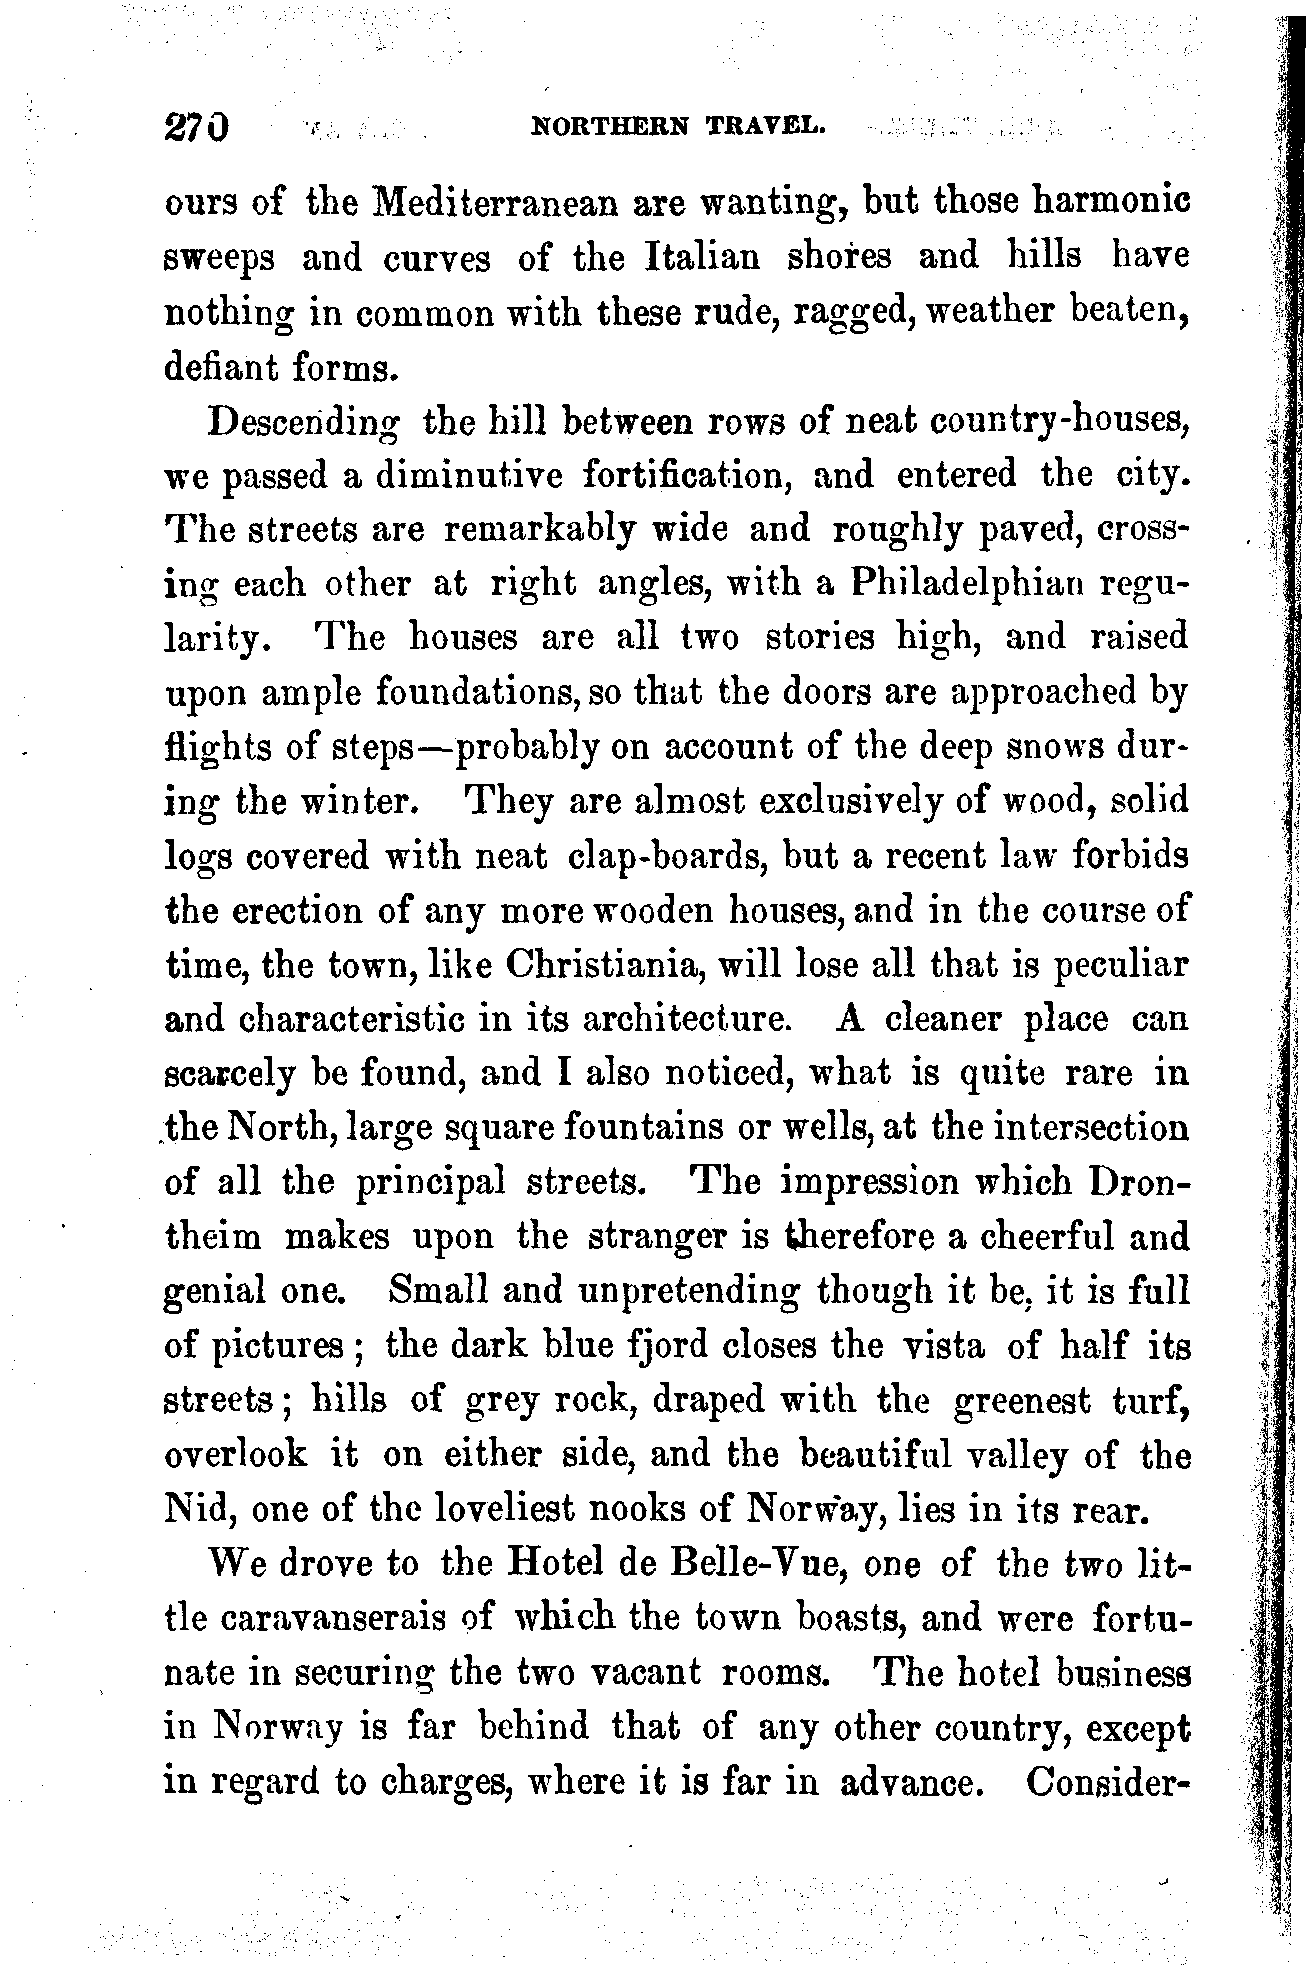 270 NORTHERN TRAVEL.
ours of the Mediterranean are wanting, but those harmonic
sweeps and curves of the Italian shores and hills have
nothing in common with these rude, ragged, weather beaten,
defiant forms.
Descending the hill between rows of neat country-houses,
we passed a diminutive fortification, and entered the city.
The streets are remarkably wide and roughly paved, cross-
ing each other at right angles, with a Philadelphian regu-
larity. The houses are all two stories high, and raised
upon ample foundations, so that the doors are approached by
flights of steps—probably on account of the deep snows dur-
ing the winter. They are almost exclusively of wood, solid
logs covered with neat clap-boards, but a recent law forbids
the erection of any more wooden houses, and in the course of
time, the town, like Christiania, will lose all that is peculiar
and characteristic in its architecture. A cleaner place can
scarcely be found, and I also noticed, what is quite rare in
the North, large square fountains or wells, at the intersection
of all the principal streets. The impression which Dron-
theim makes upon the stranger is therefore a cheerful and
genial one. Small and unpretending though it be, it is full
of pictures ; the dark blue fjord closes the vista of half its
streets ; hills of grey rock, draped with the greenest turf,
overlook it on either side, and the beautiful valley of the
Nid, one of the loveliest nooks of Norway, lies in its rear.
We drove to the Hotel de Belle-Vue, one of the two lit-
tle caravanserais of which the town boasts, and were fortu-
nate in securing the two vacant rooms. The hotel business
in Norway is far behind that of any other country, except
in regard to charges, where it is far in advance. Consider-